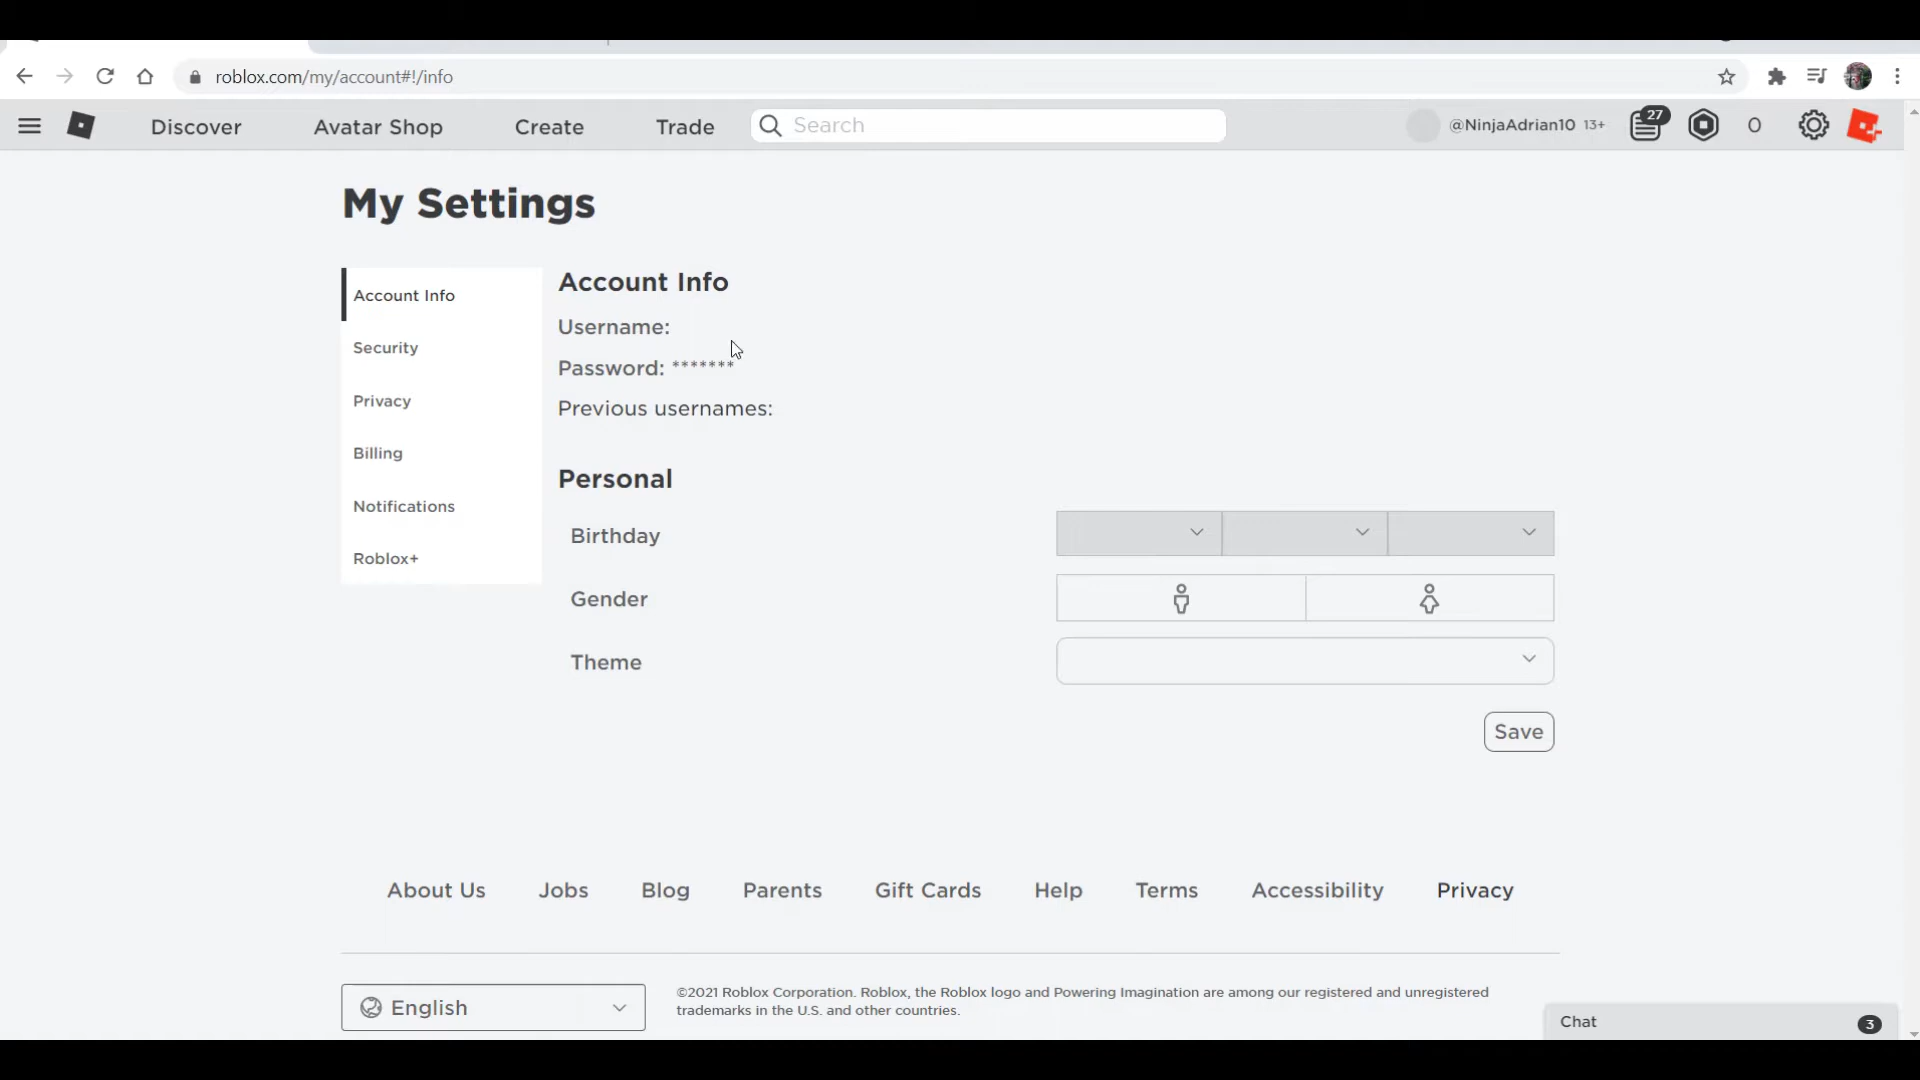 roblox.com/my/account#!/info
Discover
Avatar Shop
Create
Trade
Search
@NinjaAdrian10 13+
27
0
My Settings
Account Info
Security
Privacy
Billing
Notifications
Roblox+
Account Info
Username:
Password: *******
Previous usernames:
Personal
Birthday
Gender
Theme
Save
About Us
Jobs
Blog
Parents
Gift Cards
Help
Terms
Accessibility
Privacy
English
©2021 Roblox Corporation. Roblox, the Roblox logo and Powering Imagination are among our registered and unregistered
trademarks in the U.S. and other countries.
Chat
3